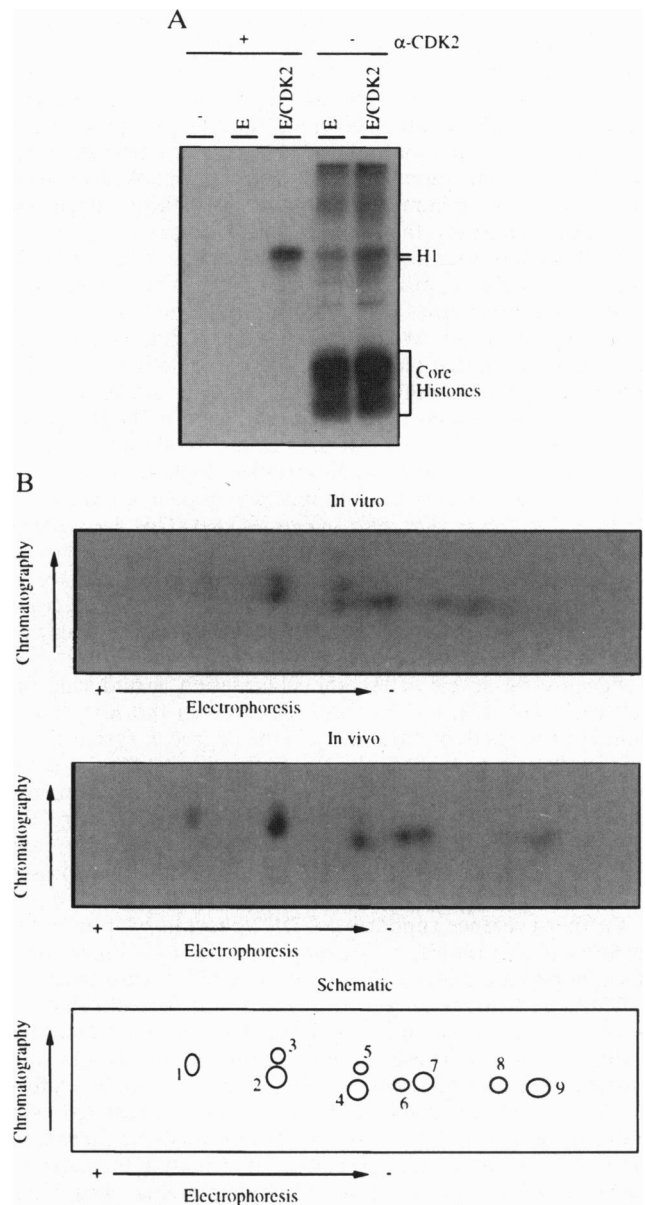 A
+ - α-CDK2
- E E/CDK2 E E/CDK2
H1
Core
Histones
B
In vitro
Chromatography
+
Electrophoresis
In vivo
Chromatography
+
Electrophoresis
Schematic
Chromatography
1 2 3 4 5 6 7 8 9
+ -
Electrophoresis